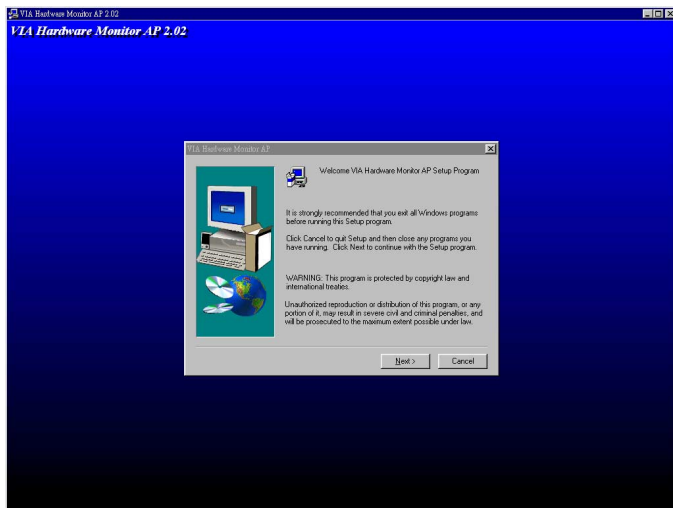 VIA Hardware Monitor AP 2.02
VIA Hardware Monitor AP 2.02
VIA Hardware Monitor AP
Welcome VIA Hardware Monitor AP Setup Program
It is strongly recommended that you exit all Windows programs
before running this Setup program.
Click Cancel to quit Setup and then close any programs you
have running. Click Next to continue with the Setup program.
WARNING: This program is protected by copyright law and
international treaties.
Unauthorized reproduction or distribution of this program, or any
portion of it, may result in severe civil and criminal penalties, and
will be prosecuted to the maximum extent possible under law.
Next > Cancel